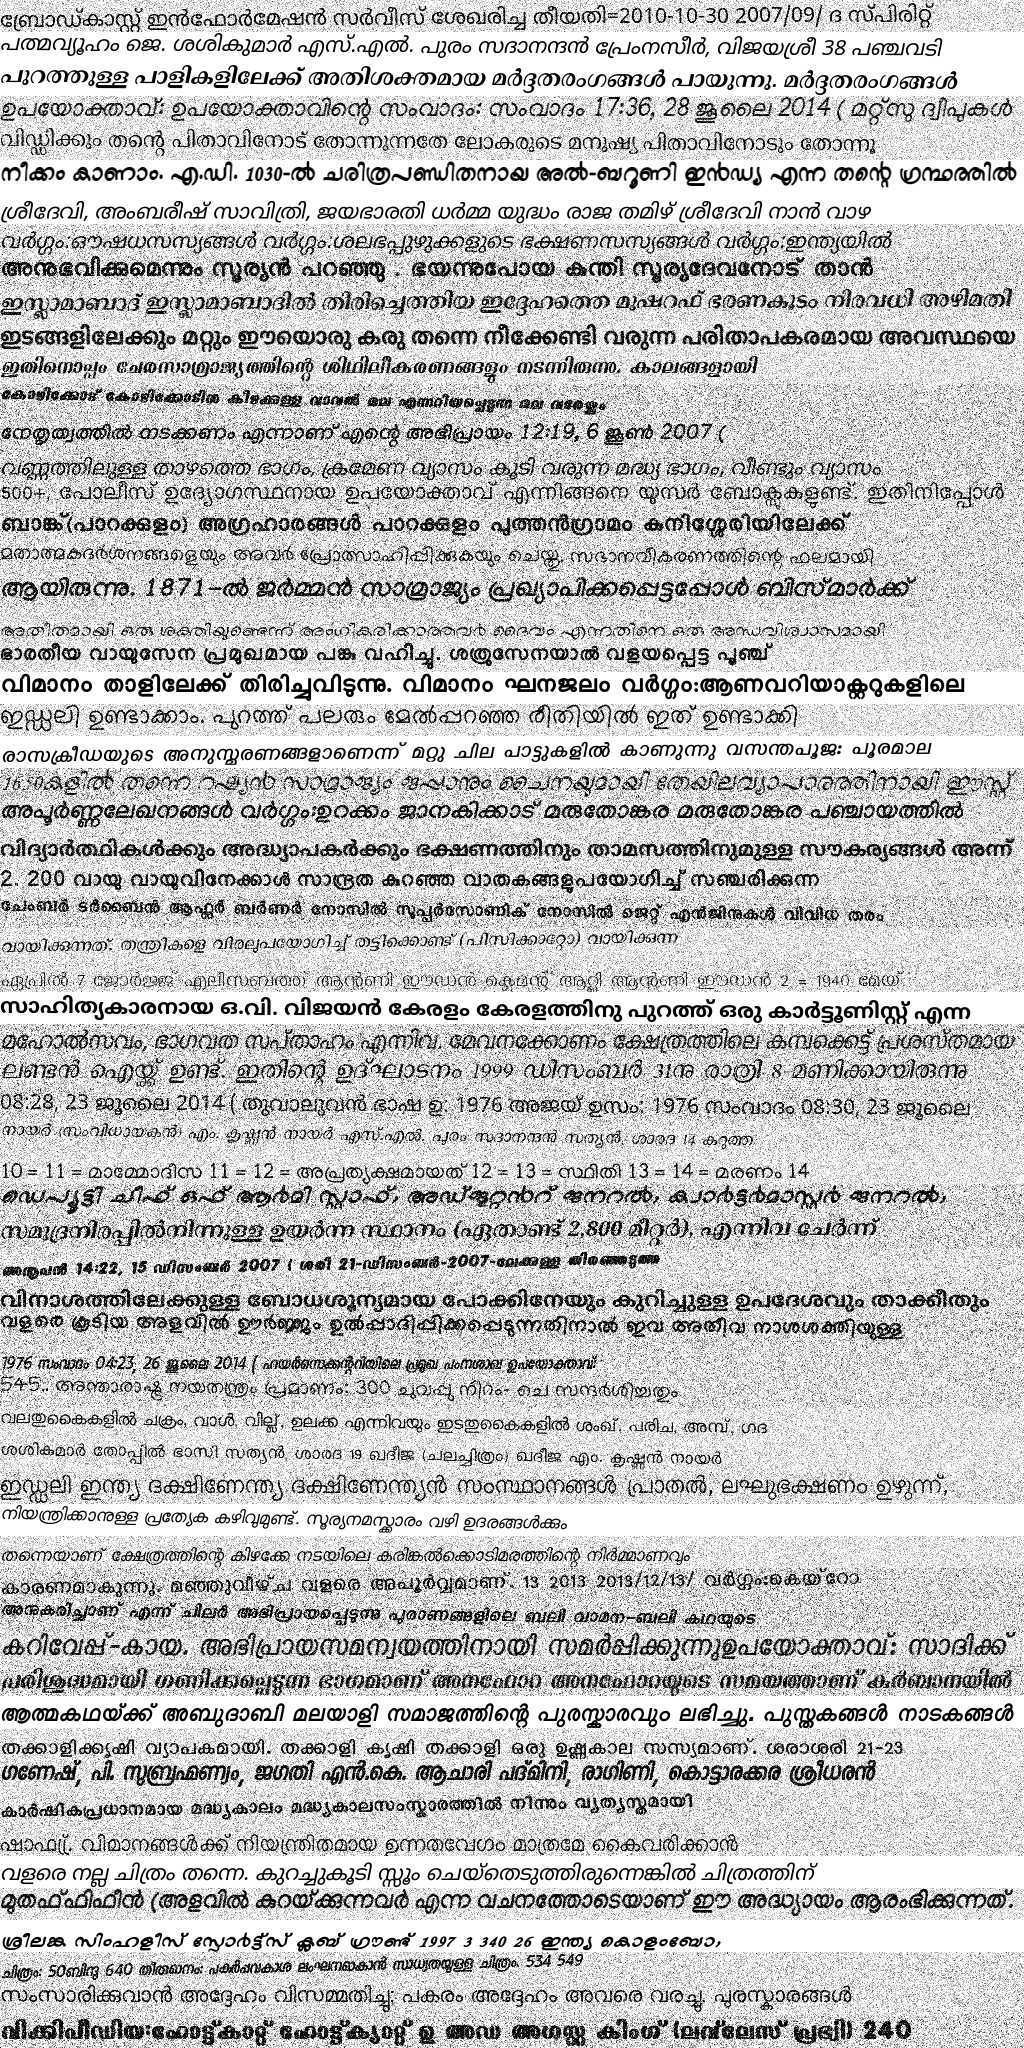 ബ്രോഡ്കാസ്റ്റ് ഇൻഫോർമേഷൻ സർവീസ് ശേഖരിച്ച തീയതി=2010-10-30 2007/09/ ദ സ്പിരിറ്റ്
പത്മവ്യൂഹം ജെ. ശശികുമാർ എസ്.എൽ. പുരം സദാനന്ദൻ പ്രേംനസീർ, വിജയശ്രീ 38 പഞ്ചവടി
പുറത്തുള്ള പാളികളിലേക്ക് അതിശക്തമായ മർദ്ദതരംഗങ്ങൾ പായുന്നു. മർദ്ദതരംഗങ്ങൾ
ഉപയോക്താവ്: ഉപയോക്താവിന്റെ സംവാദം: സംവാദം 17:36, 28 ജൂലൈ 2014 ( മറ്റ്സു ദ്വീപുകൾ
വിഡ്ഢിക്കും തന്റെ പിതാവിനോട് തോന്നുന്നതേ ലോകരുടെ മനുഷ്യ പിതാവിനോടും തോന്നൂ
നീക്കം കാണാം. എ.ഡി. 1030-ൽ ചരിത്രപണ്ഡിതനായ അൽ-ബറൂണി ഇൻഡ്യ എന്ന തന്റെ ഗ്രന്ഥത്തിൽ
ശ്രീദേവി, അംബരീഷ് സാവിത്രി, ജയഭാരതി ധർമ്മ യുദ്ധം രാജ തമിഴ് ശ്രീദേവി നാൻ വാഴ
വർഗ്ഗം:ഔഷധസസ്യങ്ങൾ വർഗ്ഗം:ശലഭപ്പുഴുക്കളുടെ ഭക്ഷണസസ്യങ്ങൾ വർഗ്ഗം:ഇന്ത്യയിൽ
അനുഭവിക്കുമെന്നും സൂര്യൻ പറഞ്ഞു . ഭയന്നുപോയ കുന്തി സൂര്യദേവനോട് താൻ
ഇസ്ലാമാബാദ് ഇസ്ലാമാബാദിൽ തിരിച്ചെത്തിയ ഇദ്ദേഹത്തെ മുഷറഫ് ഭരണകൂടം നിരവധി അഴിമതി
ഇടങ്ങളിലേക്കും മറ്റും ഈയൊരു കരു തന്നെ നീക്കേണ്ടി വരുന്ന പരിതാപകരമായ അവസ്ഥയെ
ഇതിനൊപ്പം ചേരസാമ്രാജ്യത്തിന്റെ ശിഥിലീകരണങ്ങളും നടന്നിരുന്നു. കാലങ്ങളായി
കോഴിക്കോട് കോഴിക്കോടിന് കിഴക്കുള്ള വാവൽ മല എന്നറിയപ്പെടുന്ന മല വരേയും
നേതൃത്വത്തിൽ നടക്കണം എന്നാണ് എന്റെ അഭിപ്രായം 12:19, 6 ജൂൺ 2007 (
വണ്ണത്തിലുള്ള താഴത്തെ ഭാഗം, ക്രമേണ വ്യാസം കൂടി വരുന്ന മദ്ധ്യ ഭാഗം, വീണ്ടും വ്യാസം
500+, പോലീസ് ഉദ്യോഗസ്ഥനായ ഉപയോക്താവ് എന്നിങ്ങനെ യൂസർ ബോക്സുകളുണ്ട്. ഇതിനിപ്പോൾ
ബാങ്ക്(പാറക്കുളം) അഗ്രഹാരങ്ങൾ പാറക്കുളം പുത്തൻഗ്രാമം കുനിശ്ശേരിയിലേക്ക്
മതാത്മകദർശനങ്ങളെയും അവർ പ്രോത്സാഹിപ്പിക്കുകയും ചെയ്തു. സഭാനവീകരണത്തിന്റെ ഫലമായി
ആയിരുന്നു. 1871-ൽ ജർമ്മൻ സാമ്രാജ്യം പ്രഖ്യാപിക്കപ്പെട്ടപ്പോൾ ബിസ്മാർക്ക്
അതീതമായി ഒരു ശക്തിയുണ്ടെന്ന് അംഗീകരിക്കാത്തവർ ദൈവം എന്നതിനെ ഒരു അന്ധവിശ്വാസമായി
ഭാരതീയ വായുസേന പ്രമുഖമായ പങ്കു വഹിച്ചു. ശത്രുസേനയാൽ വളയപ്പെട്ട പൂഞ്ച്
വിമാനം താളിലേക്ക് തിരിച്ചുവിടുന്നു. വിമാനം ഘനജലം വർഗ്ഗം:ആണവറിയാക്ടറുകളിലെ
ഇഡ്ഡലി ഉണ്ടാക്കാം. പുറത്ത് പലരും മേൽപ്പറഞ്ഞ രീതിയിൽ ഇത് ഉണ്ടാക്കി
രാസക്രീഡയുടെ അനുസ്മരണങ്ങളാണെന്ന് മറ്റു ചില പാട്ടുകളിൽ കാണുന്നു വസന്തപൂജ: പൂരമാല
1650കളിൽ തന്നെ റഷ്യൻ സാമ്രാജ്യം ജപ്പാനും ചൈനയുമായി തേയിലവ്യാപാരത്തിനായി ഈസ്റ്റ്
അപൂർണ്ണലേഖനങ്ങൾ വർഗ്ഗം:ഉറക്കം ജാനകിക്കാട് മരുതോങ്കര മരുതോങ്കര പഞ്ചായത്തിൽ
വിദ്യാർത്ഥികൾക്കും അദ്ധ്യാപകർക്കും ഭക്ഷണത്തിനും താമസത്തിനുമുള്ള സൗകര്യങ്ങൾ അന്ന്
2. 200 വായു വായുവിനേക്കാൾ സാന്ദ്രത കുറഞ്ഞ വാതകങ്ങളുപയോഗിച്ച് സഞ്ചരിക്കുന്ന
ചേംബർ ടർബൈൻ ആഫ്റ്റർ ബർണർ നോസിൽ സൂപ്പർസോണിക് നോസിൽ ജെറ്റ് എൻജിനുകൾ വിവിധ തരം
വായിക്കുന്നത്. തന്ത്രികളെ വിരലുപയോഗിച്ച് തട്ടിക്കൊണ്ട് (പിസിക്കാറ്റോ) വായിക്കുന്ന
ഏപ്രിൽ 7 ജോർജ്ജ് എലിസബത്ത് ആന്റണി ഈഡൻ ക്ലെമന്റ് ആറ്റ്ലി ആന്റണി ഈഡൻ 2 = 1940 മേയ്
സാഹിത്യകാരനായ ഒ.വി. വിജയൻ കേരളം കേരളത്തിനു പുറത്ത് ഒരു കാർട്ടൂണിസ്റ്റ് എന്ന
മഹോൽസവം, ഭാഗവത സപ്താഹം എന്നിവ. മേവനക്കോണം ക്ഷേത്രത്തിലെ കമ്പക്കെട്ട് പ്രശസ്തമായ
ലണ്ടൻ ഐയ്ക്ക് ഉണ്ട്. ഇതിന്റെ ഉദ്ഘാടനം 1999 ഡിസംബർ 31നു രാത്രി 8 മണിക്കായിരുന്നു
08:28, 23 ജൂലൈ 2014 ( തുവാലുവൻ ഭാഷ ഉ: 1976 അജയ് ഉസം: 1976 സംവാദം 08:30, 23 ജൂലൈ
നായർ (സംവിധായകൻ) എം. കൃഷ്ണൻ നായർ എസ്.എൽ. പുരം സദാനന്ദൻ സത്യൻ, ശാരദ 14 കറുത്ത
10 = 11 = മാമ്മോദിസ 11 = 12 = അപ്രത്യക്ഷമായത് 12 = 13 = സ്ഥിതി 13 = 14 = മരണം 14
ഡെപ്യൂട്ടി ചീഫ് ഒഫ് ആർമി സ്റ്റാഫ്, അഡ്ജൂറ്റൻറ് ജനറൽ, ക്വാർട്ടർമാസ്റ്റർ ജനറൽ,
സമുദ്രനിരപ്പിൽനിന്നുള്ള ഉയർന്ന സ്ഥാനം (ഏതാണ്ട് 2,800 മീറ്റർ), എന്നിവ ചേർന്ന്
അരൂപൻ 14:22, 15 ഡിസംബർ 2007 ( ശരി 21-ഡിസംബർ-2007-ലേക്കുള്ള തിരഞ്ഞെടുത്ത
വിനാശത്തിലേക്കുള്ള ബോധശൂന്യമായ പോക്കിനേയും കുറിച്ചുള്ള ഉപദേശവും താക്കീതും
വളരെ കൂടിയ അളവിൽ ഊർജ്ജം ഉൽപ്പാദിപ്പിക്കപ്പെടുന്നതിനാൽ ഇവ അതീവ നാശശക്തിയുള്ള
1976 സംവാദം 04:23, 26 ജൂലൈ 2014 ( ഹയർസെക്കന്ററിയിലെ പ്രമുഖ പഠനശാഖ ഉപയോക്താവ്:
545.. അന്താരാഷ്ട്ര നയതന്ത്രം പ്രമാണം: 300 ചുവപ്പു നിറം- ചെ സന്ദർശിച്ചതും
വലതുകൈകളിൽ ചക്രം, വാൾ, വില്ല്, ഉലക്ക എന്നിവയും ഇടതുകൈകളിൽ ശംഖ്, പരിച, അമ്പ്, ഗദ
ശശികുമാർ തോപ്പിൽ ഭാസി സത്യൻ, ശാരദ 19 ഖദീജ (ചലച്ചിത്രം) ഖദീജ എം. കൃഷ്ണൻ നായർ
ഇഡ്ഡലി ഇന്ത്യ ദക്ഷിണേന്ത്യ ദക്ഷിണേന്ത്യൻ സംസ്ഥാനങ്ങൾ പ്രാതൽ, ലഘുഭക്ഷണം ഉഴുന്ന്,
നിയന്ത്രിക്കാനുള്ള പ്രത്യേക കഴിവുമുണ്ട്. സൂര്യനമസ്ക്കാരം വഴി ഉദരങ്ങൾക്കും
തന്നെയാണ് ക്ഷേത്രത്തിന്റെ കിഴക്കേ നടയിലെ കരിങ്കൽക്കൊടിമരത്തിന്റെ നിർമ്മാണവും
കാരണമാകുന്നു. മഞ്ഞുവീഴ്ച വളരെ അപൂർവ്വമാണ്. 13 2013 2013/12/13/ വർഗ്ഗം:കെയ്റോ
അനുകരിച്ചാണ് എന്ന് ചിലർ അഭിപ്രായപ്പെടുന്നു പുരാണങ്ങളിലെ ബലി വാമന-ബലി കഥയുടെ
കറിവേപ്പ്-കായ. അഭിപ്രായസമന്വയത്തിനായി സമർപ്പിക്കുന്നുഉപയോക്താവ്: സാദിക്ക്
പരിശുദ്ധമായി ഗണിക്കപ്പെടുന്ന ഭാഗമാണ് അനഫോറ അനഫോറയുടെ സമയത്താണ് കുർബാനയിൽ
ആത്മകഥയ്ക്ക് അബുദാബി മലയാളി സമാജത്തിന്റെ പുരസ്കാരവും ലഭിച്ചു. പുസ്തകങ്ങൾ നാടകങ്ങൾ
തക്കാളിക്കൃഷി വ്യാപകമായി. തക്കാളി കൃഷി തക്കാളി ഒരു ഉഷ്ണകാല സസ്യമാണ്. ശരാശരി 21-23
ഗണേഷ്, പി. സുബ്രഹ്മണ്യം, ജഗതി എൻ.കെ. ആചാരി പദ്മിനി, രാഗിണി, കൊട്ടാരക്കര ശ്രീധരൻ
കാർഷികപ്രധാനമായ മദ്ധ്യകാലം മദ്ധ്യകാലസംസ്കാരത്തിൽ നിന്നും വ്യത്യസ്തമായി
ഷാഫ്റ്റ്. വിമാനങ്ങൾക്ക് നിയന്ത്രിതമായ ഉന്നതവേഗം മാത്രമേ കൈവരിക്കാൻ
വളരെ നല്ല ചിത്രം തന്നെ. കുറച്ചുകൂടി സ്സൂം ചെയ്തെടുത്തിരുന്നെങ്കിൽ ചിത്രത്തിന്
മുതഫ്ഫിഫീൻ (അളവിൽ കുറയ്ക്കുന്നവർ എന്ന വചനത്തോടെയാണ് ഈ അദ്ധ്യായം ആരംഭിക്കുന്നത്.
ശ്രീലങ്ക സിംഹളീസ് സ്പോർട്ട്സ് ക്ലബ് ഗ്രൗണ്ട് 1997 3 340 26 ഇന്ത്യ കൊളംബോ,
ചിത്രം: 50ബിന്ദു 640 തിരുത്താനം: പകർപ്പവകാശ ലംഘനമാകാൻ സാധ്യതയുള്ള ചിത്രം. 534 549
സംസാരിക്കുവാൻ അദ്ദേഹം വിസമ്മതിച്ചു; പകരം അദ്ദേഹം അവരെ വരച്ചു. പുരസ്കാരങ്ങൾ
വിക്കിപീഡിയ:ഹോട്ട്കാറ്റ് ഹോട്ട്ക്യാറ്റ് ഉ അഡ അഗസ്റ്റ കിംഗ് (ലവ്‌ലേസ് പ്രഭ്വി) 240